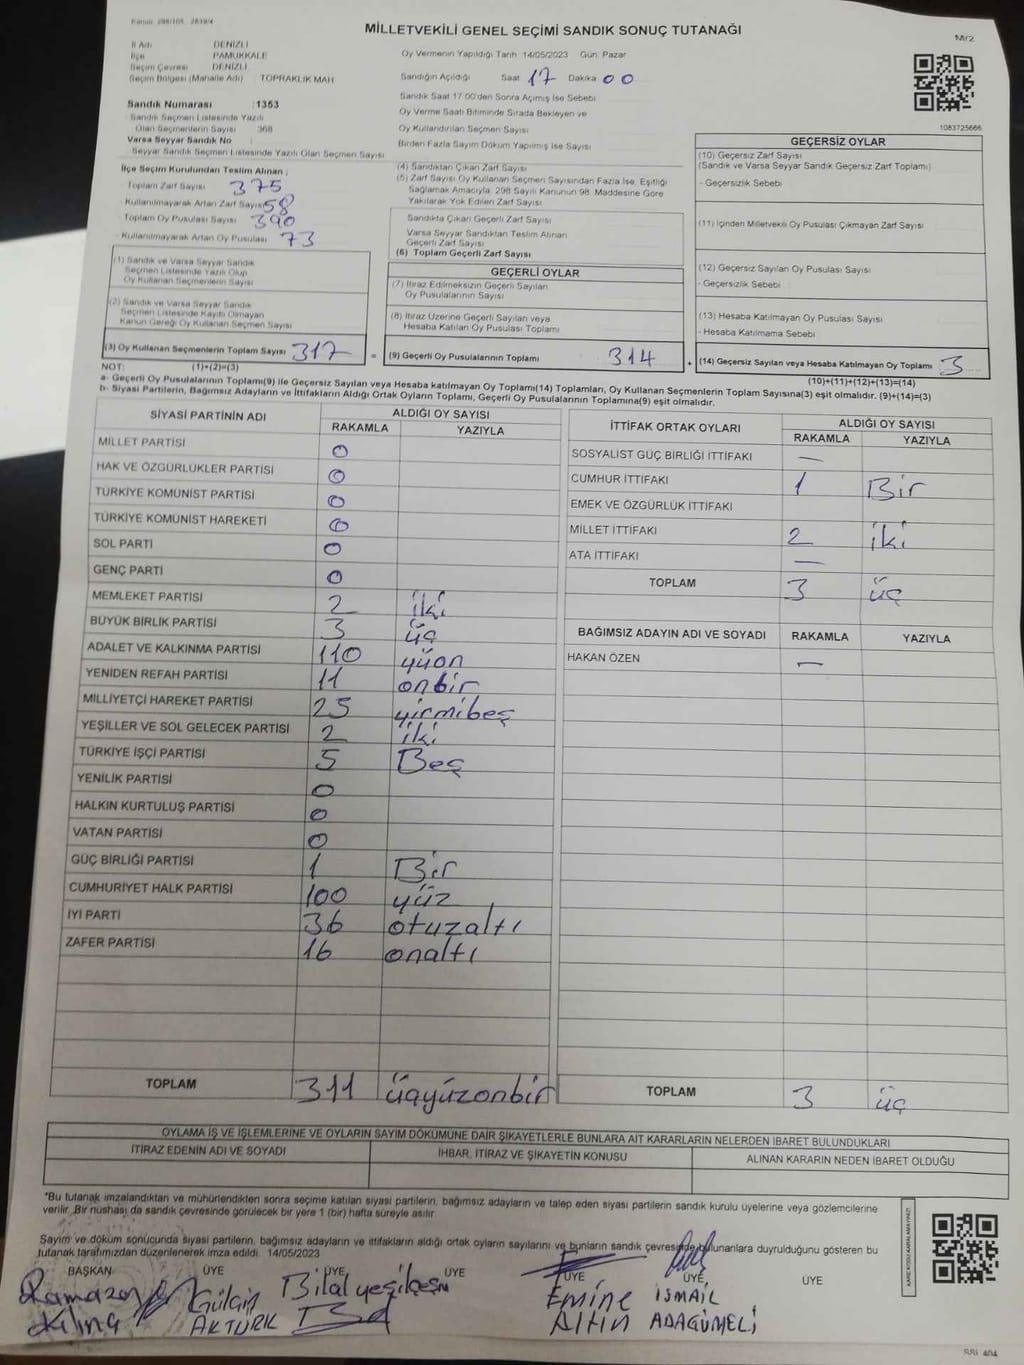 Kanun: 298/105, 2839/4
MİLLETVEKİLİ GENEL SEÇİMİ SANDIK SONUÇ TUTANAĞI
M/2
İl Adı DENİZLİ
İlçe PAMUKKALE
Seçim Çevresi DENİZLİ
Seçim Bölgesi (Mahalle Adı) TOPRAKLIK MAH
Oy Vermenin Yapıldığı Tarih 14/05/2023 Gün: Pazar
Sandığın Açıldığı Saat 17 Dakika 00
Sandık Saat 17:00'den Sonra Açımış İse Sebebi
Oy Verme Saati Bitiminde Sırada Bekleyen ve
Oy Kullandırılan Seçmen Sayısı
Birden Fazla Sayım Döküm Yapılmış İse Sayısı
1083725666
Sandık Numarası :1353
Sandık Seçmen Listesinde Yazılı
Olan Seçmenlerin Sayısı 368
Varsa Seyyar Sandık No
Seyyar Sandık Seçmen Listesinde Yazılı Olan Seçmen Sayısı
İlçe Seçim Kurulundan Teslim Alınan ;
- Toplam Zarf Sayısı 375
- Kullanılmayarak Artan Zarf Sayısı 58
- Toplam Oy Pusulası Sayısı 390
- Kullanılmayarak Artan Oy Pusulası 73
(1) Sandık ve Varsa Seyyar Sandık
Seçmen Listesinde Yazılı Olup
Oy Kullanan Seçmenlerin Sayısı
(2) Sandık ve Varsa Seyyar Sandık
Seçmen Listesinde Kayıtlı Olmayan
Kanun Gereği Oy Kullanan Seçmen Sayısı
(3) Oy Kullanan Seçmenlerin Toplam Sayısı 317
=
(4) Sandıktan Çıkan Zarf Sayısı
(5) Zarf Sayısı Oy Kullanan Seçmen Sayısından Fazla İse, Eşitliği
Sağlamak Amacıyla, 298 Sayılı Kanunun 98. Maddesine Göre
Yakılarak Yok Edilen Zarf Sayısı
Sandıkta Çıkan Geçerli Zarf Sayısı
Varsa Seyyar Sandıktan Teslim Alınan
Geçerli Zarf Sayısı
(6) Toplam Geçerli Zarf Sayısı
GEÇERLİ OYLAR
(7) İtiraz Edilmeksizin Geçerli Sayılan
Oy Pusulalarının Sayısı
(8) İtiraz Üzerine Geçerli Sayılan veya
Hesaba Katılan Oy Pusulası Toplamı
(9) Geçerli Oy Pusulalarının Toplamı 314
+
GEÇERSİZ OYLAR
(10) Geçersiz Zarf Sayısı
(Sandık ve Varsa Seyyar Sandık Geçersiz Zarf Toplamı)
- Geçersizlik Sebebi
(11) İçinden Milletvekili Oy Pusulası Çıkmayan Zarf Sayısı
(12) Geçersiz Sayılan Oy Pusulası Sayısı
- Geçersizlik Sebebi
(13) Hesaba Katılmayan Oy Pusulası Sayısı
- Hesaba Katılmama Sebebi
(14) Geçersiz Sayılan veya Hesaba Katılmayan Oy Toplamı 3
NOT: (1)+(2)=(3)
(10)+(11)+(12)+(13)=(14)
a- Geçerli Oy Pusulalarının Toplamı(9) ile Geçersiz Sayılan veya Hesaba katılmayan Oy Toplamı(14) Toplamları, Oy Kullanan Seçmenlerin Toplam Sayısına(3) eşit olmalıdır. (9)+(14)=(3)
b- Siyasi Partilerin, Bağımsız Adayların ve İttifakların Aldığı Ortak Oyların Toplamı, Geçerli Oy Pusulalarının Toplamına(9) eşit olmalıdır.
SİYASİ PARTİNİN ADI ALDIĞI OY SAYISI
RAKAMLA YAZIYLA
MİLLET PARTİSİ 0
HAK VE ÖZGÜRLÜKLER PARTİSİ 0
TÜRKİYE KOMÜNİST PARTİSİ 0
TÜRKİYE KOMÜNİST HAREKETİ 0
SOL PARTİ 0
GENÇ PARTİ 0
MEMLEKET PARTİSİ 2 iki
BÜYÜK BİRLİK PARTİSİ 3 üç
ADALET VE KALKINMA PARTİSİ 110 yüon
YENİDEN REFAH PARTİSİ 11 onbir
MİLLİYETÇİ HAREKET PARTİSİ 25 yirmibeş
YEŞİLLER VE SOL GELECEK PARTİSİ 2 iki
TÜRKİYE İŞÇİ PARTİSİ 5 Beş
YENİLİK PARTİSİ 0
HALKIN KURTULUŞ PARTİSİ 0
VATAN PARTİSİ 0
GÜÇ BİRLİĞİ PARTİSİ 1 Bir
CUMHURİYET HALK PARTİSİ 100 yüz
İYİ PARTİ 36 otuzaltı
ZAFER PARTİSİ 16 onaltı
TOPLAM 311 üçyüzonbir
İTTİFAK ORTAK OYLARI ALDIĞI OY SAYISI
RAKAMLA YAZIYLA
SOSYALİST GÜÇ BİRLİĞİ İTTİFAKI —
CUMHUR İTTİFAKI 1 Bir
EMEK VE ÖZGÜRLÜK İTTİFAKI
MİLLET İTTİFAKI 2 iki
ATA İTTİFAKI —
TOPLAM 3 üç
BAĞIMSIZ ADAYIN ADI VE SOYADI RAKAMLA YAZIYLA
HAKAN ÖZEN —
TOPLAM 3 üç
OYLAMA İŞ VE İŞLEMLERİNE VE OYLARIN SAYIM DÖKÜMÜNE DAİR ŞİKAYETLERLE BUNLARA AİT KARARLARIN NELERDEN İBARET BULUNDUKLARI
İTİRAZ EDENİN ADI VE SOYADI İHBAR, İTİRAZ VE ŞİKAYETİN KONUSU ALINAN KARARIN NEDEN İBARET OLDUĞU
*Bu tutanak imzalandıktan ve mühürlendikten sonra seçime katılan siyasi partilerin, bağımsız adayların ve talep eden siyasi partilerin sandık kurulu üyelerine veya gözlemcilerine
verilir. Bir nüshası da sandık çevresinde görülecek bir yere 1 (bir) hafta süreyle asılır.
Sayım ve döküm sonucunda siyasi partilerin, bağımsız adayların ve ittifakların aldığı ortak oyların sayılarını ve bunların sandık çevresinde bulunanlara duyurulduğunu gösteren bu
tutanak tarafımızdan düzenlenerek imza edildi. 14/05/2023
BAŞKAN ÜYE ÜYE ÜYE ÜYE ÜYE ÜYE
Ramazan Kılınç
Gülçin AKTÜRK
Bilal
Emine Altın
İSMAİL ADAGÜMELİ